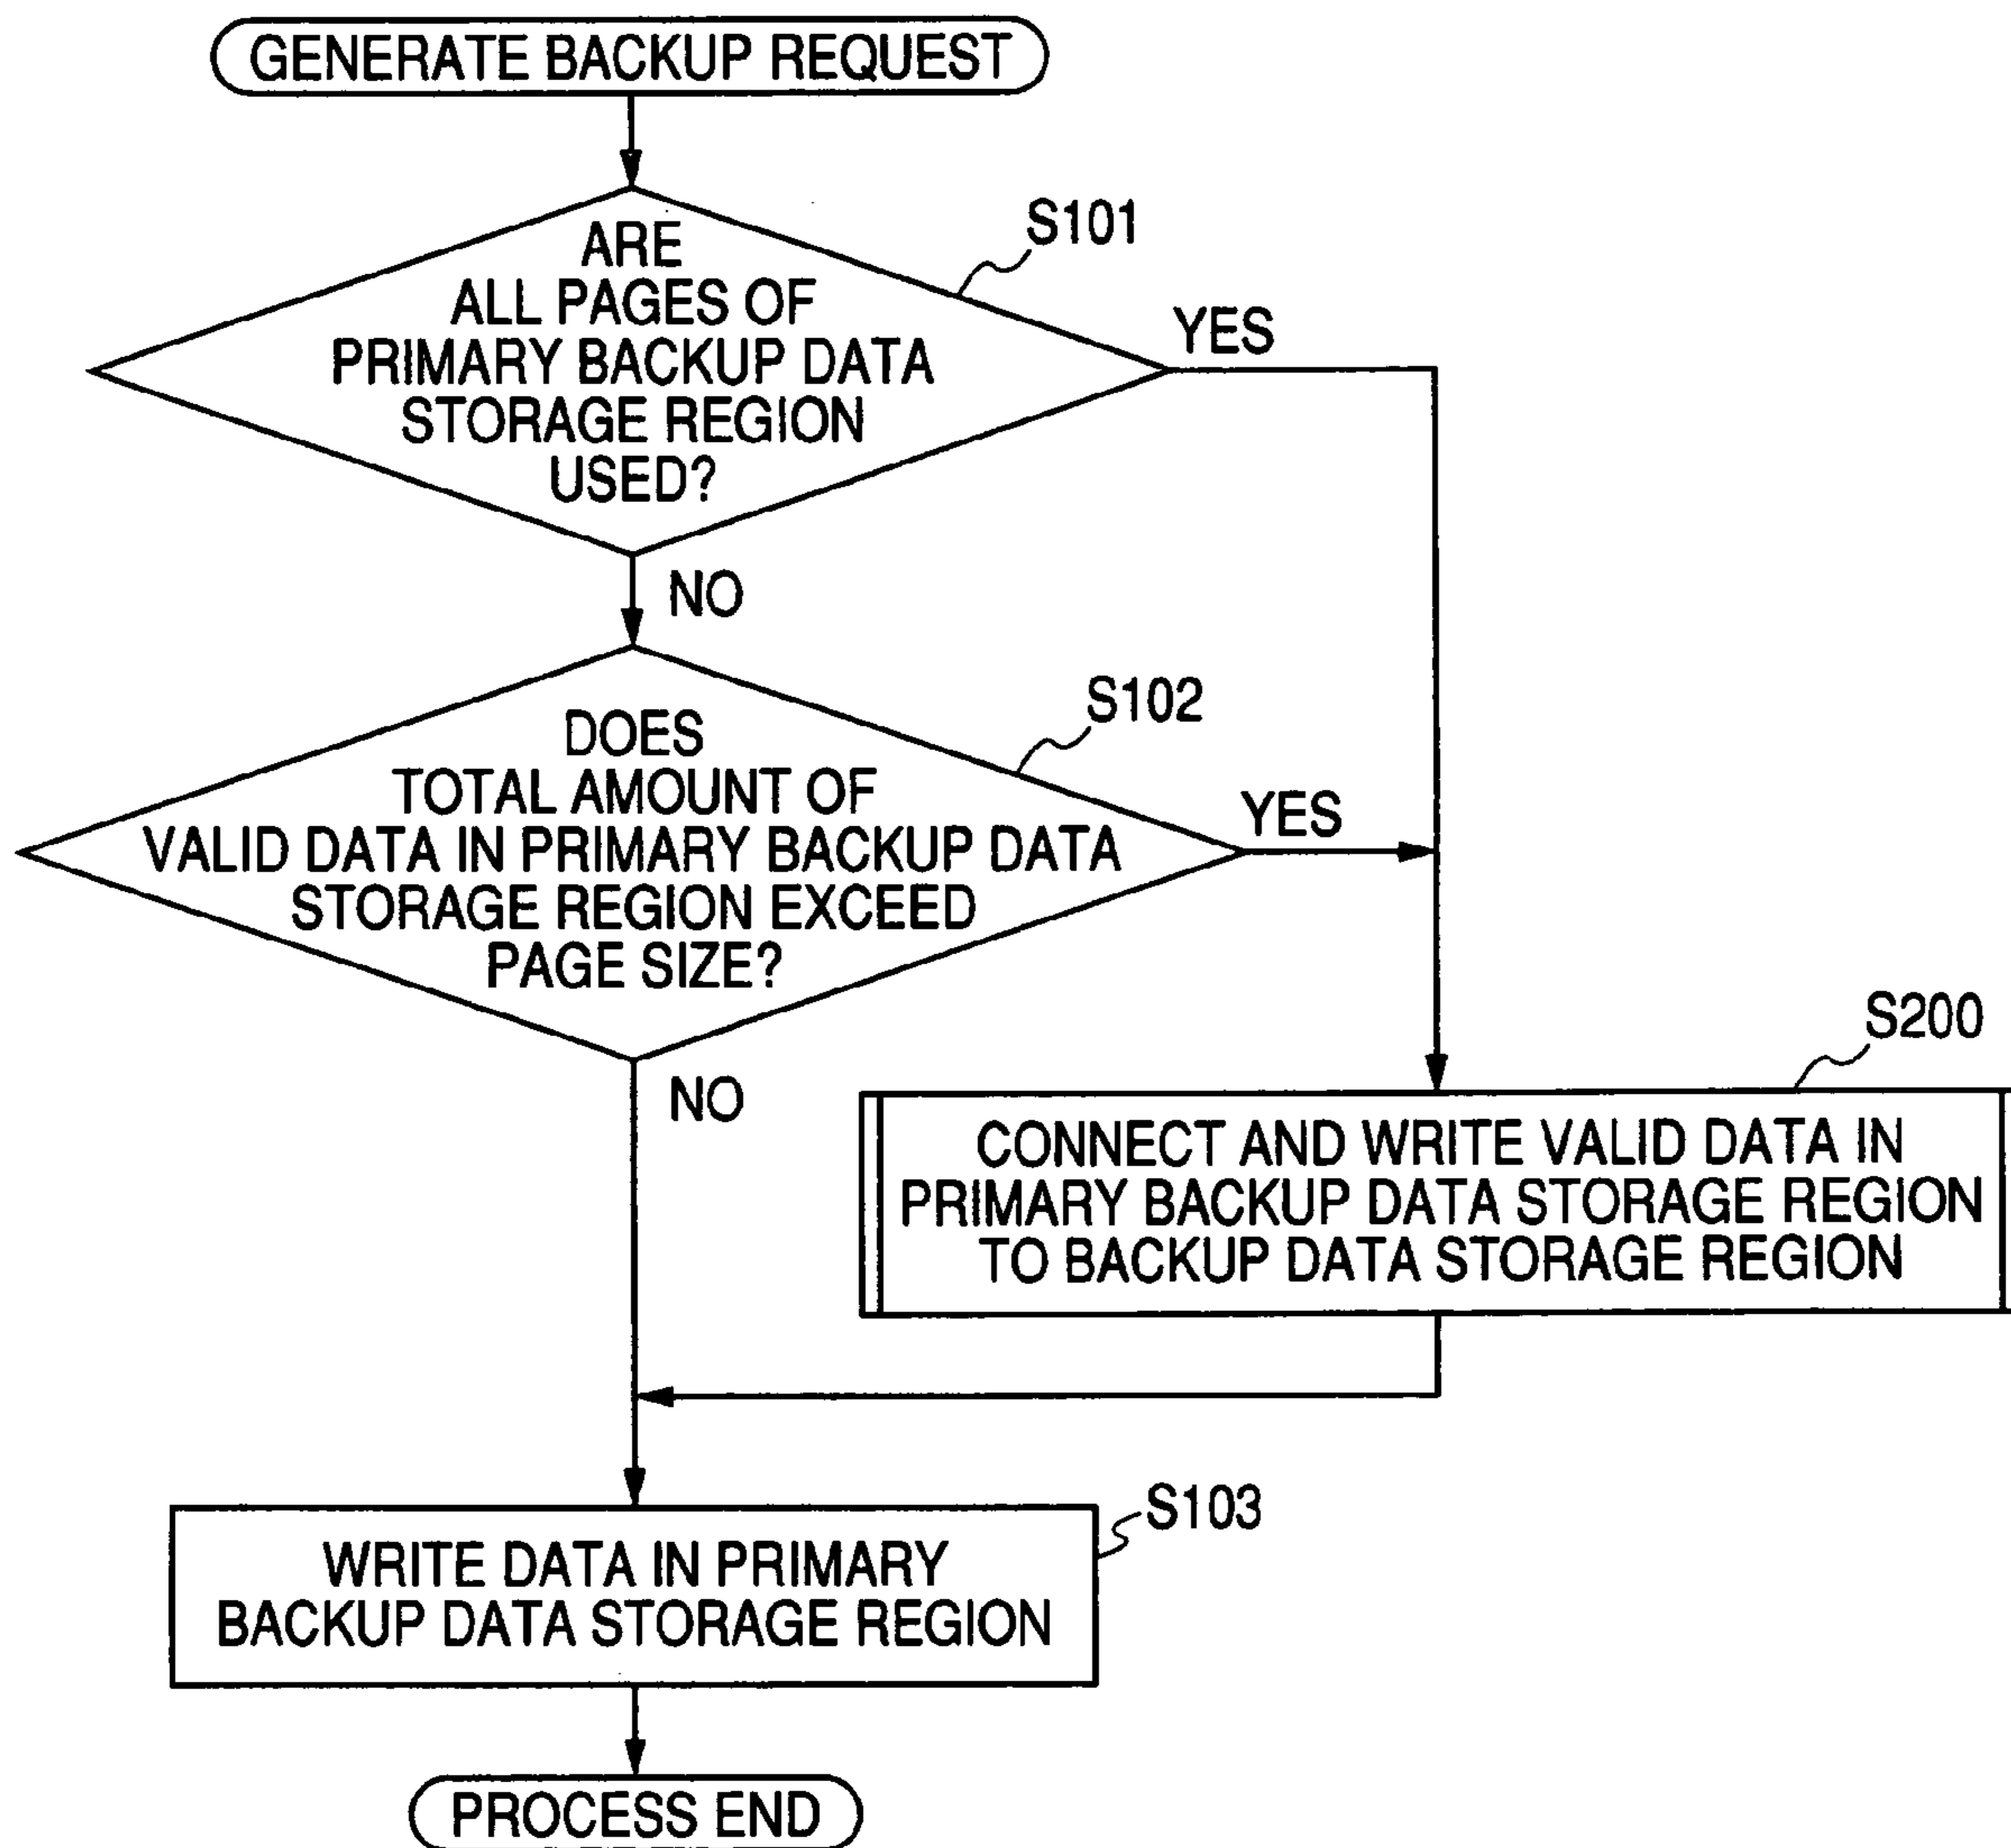 GENERATE BACKUP REQUEST
S101
ARE
ALL PAGES OF
PRIMARY BACKUP DATA
STORAGE REGION
USED?
YES
NO
S102
DOES
TOTAL AMOUNT OF
VALID DATA IN PRIMARY BACKUP DATA
STORAGE REGION EXCEED
PAGE SIZE?
YES
NO
S200
CONNECT AND WRITE VALID DATA IN
PRIMARY BACKUP DATA STORAGE REGION
TO BACKUP DATA STORAGE REGION
S103
WRITE DATA IN PRIMARY
BACKUP DATA STORAGE REGION
PROCESS END